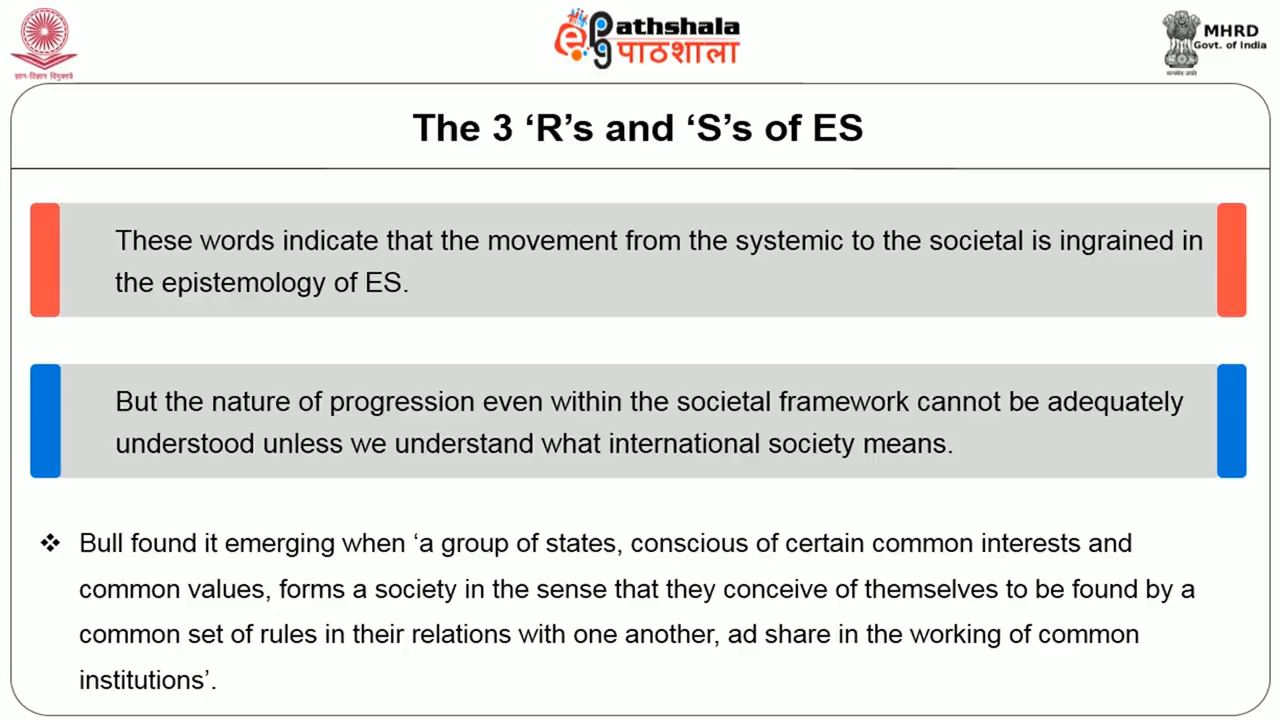 ज्ञान-विज्ञान विमुक्तये
ePathshala
पाठशाला
MHRD
Govt. of India
सत्यमेव जयते
The 3 ‘R’s and ‘S’s of ES
These words indicate that the movement from the systemic to the societal is ingrained in
the epistemology of ES.
But the nature of progression even within the societal framework cannot be adequately
understood unless we understand what international society means.
❖ Bull found it emerging when ‘a group of states, conscious of certain common interests and
common values, forms a society in the sense that they conceive of themselves to be found by a
common set of rules in their relations with one another, ad share in the working of common
institutions’.